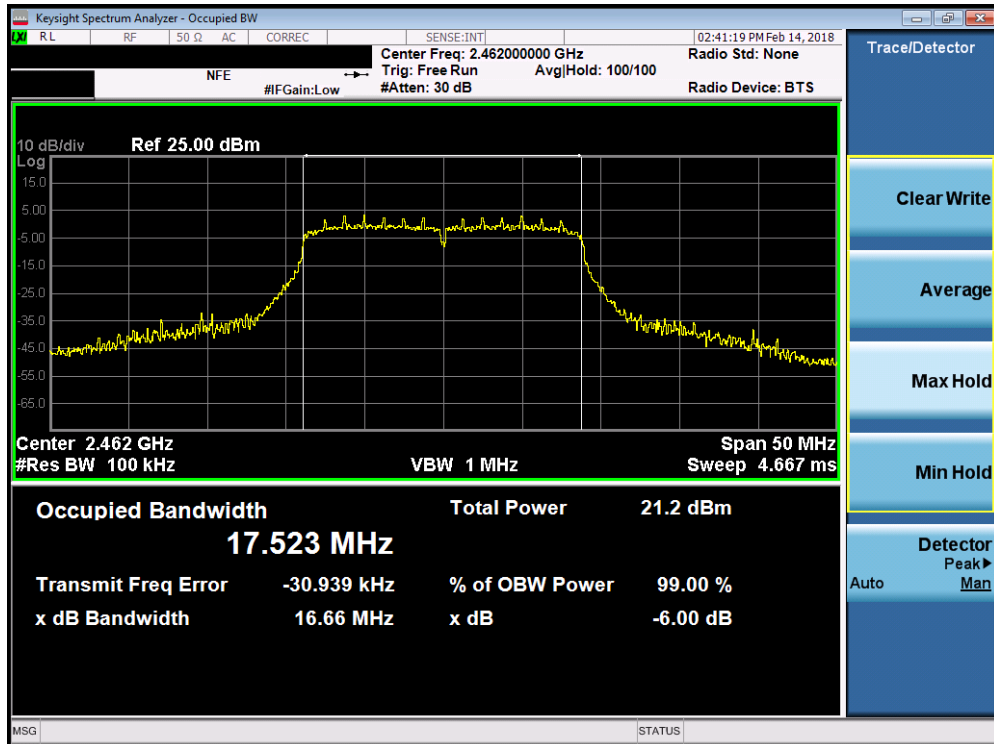 Keysight Spectrum Analyzer - Occupied BW
LXI RL RF 50 Ω AC CORREC SENSE:INT 02:41:19 PM Feb 14, 2018
Center Freq: 2.462000000 GHz Radio Std: None
NFE Trig: Free Run Avg|Hold: 100/100
#IFGain:Low #Atten: 30 dB Radio Device: BTS
Trace/Detector
10 dB/div Ref 25.00 dBm
Log
15.0
5.00
-5.00
-15.0
-25.0
-35.0
-45.0
-55.0
-65.0
Center 2.462 GHz Span 50 MHz
#Res BW 100 kHz VBW 1 MHz Sweep 4.667 ms
Occupied Bandwidth Total Power 21.2 dBm
17.523 MHz
Transmit Freq Error -30.939 kHz % of OBW Power 99.00 %
x dB Bandwidth 16.66 MHz x dB -6.00 dB
Clear Write
Average
Max Hold
Min Hold
Detector
Peak▶
Auto Man
MSG STATUS